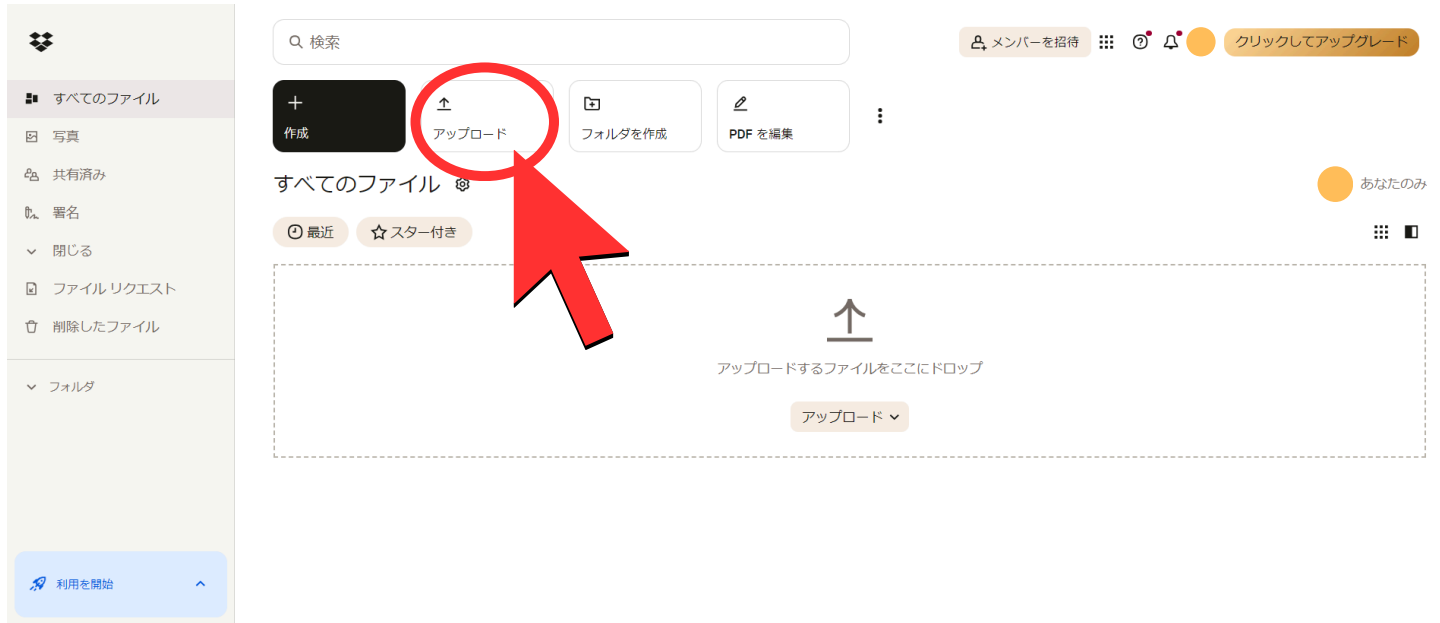 検索
メンバーを招待
クリックしてアップグレード
すべてのファイル
写真
共有済み
署名
閉じる
ファイル リクエスト
削除したファイル
フォルダ
利用を開始
作成
アップロード
フォルダを作成
PDF を編集
すべてのファイル
あなたのみ
最近
スター付き
アップロードするファイルをここにドロップ
アップロード